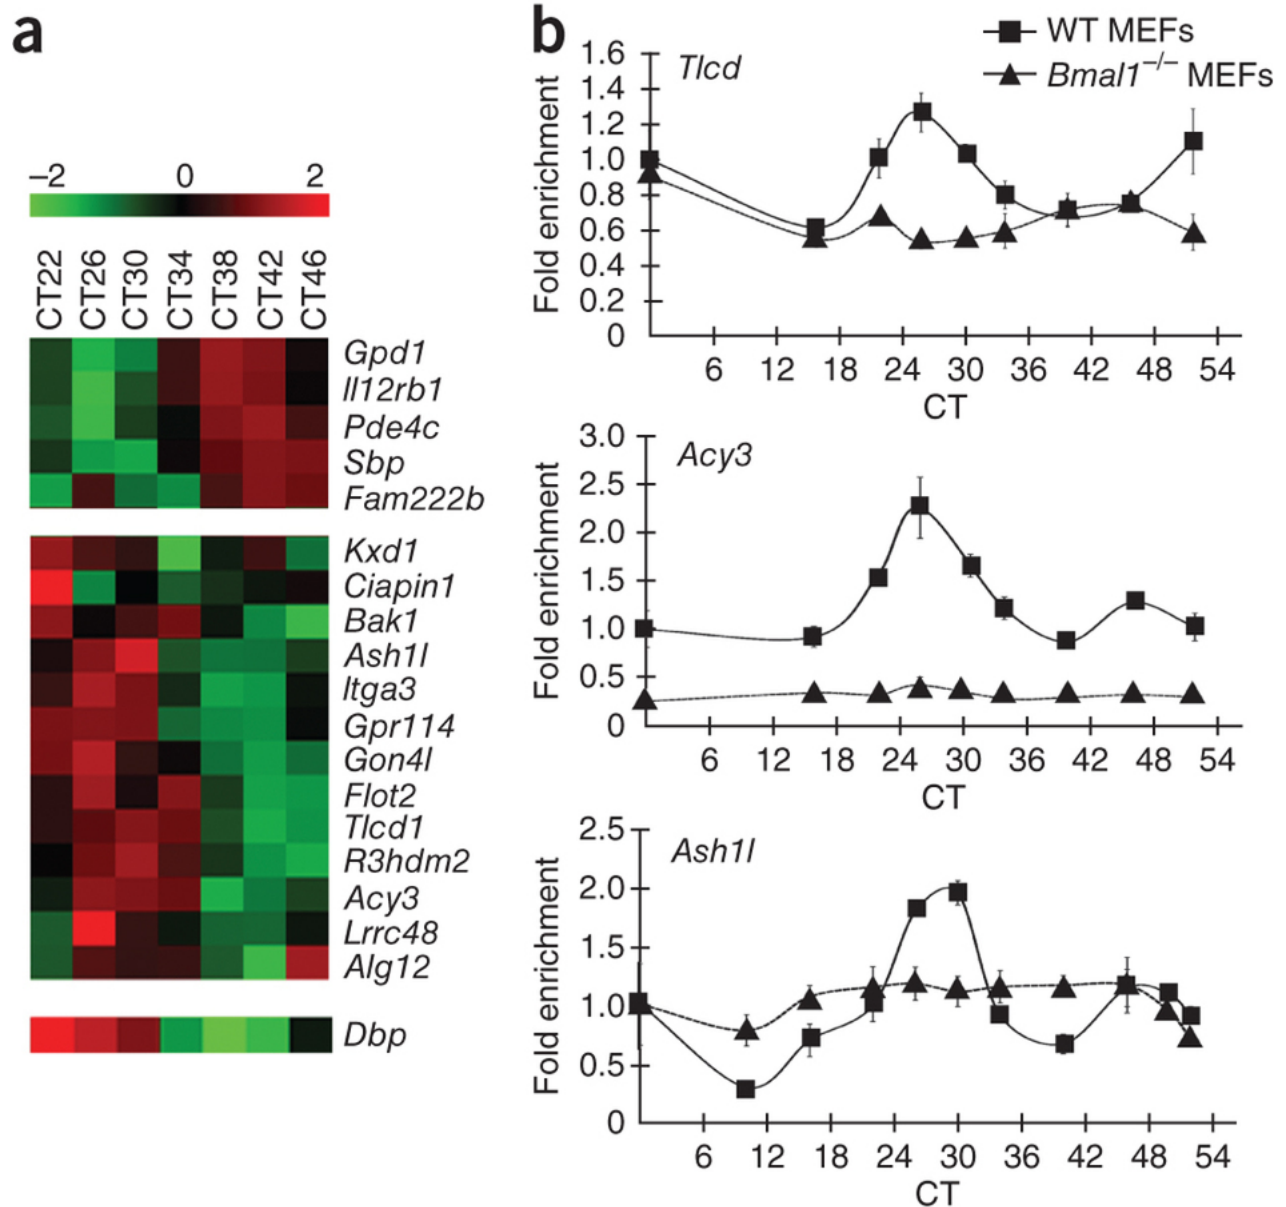 a
−2 0 2
CT22 CT26 CT30 CT34 CT38 CT42 CT46
Gpd1
Il12rb1
Pde4c
Sbp
Fam222b
Kxd1
Ciapin1
Bak1
Ash1l
Itga3
Gpr114
Gon4l
Flot2
Tlcd1
R3hdm2
Acy3
Lrrc48
Alg12
Dbp
b
WT MEFs
Bmal1−/− MEFs
Tlcd
Fold enrichment
1.6
1.4
1.2
1.0
0.8
0.6
0.4
0.2
0
6 12 18 24 30 36 42 48 54
CT
Acy3
Fold enrichment
3.0
2.5
2.0
1.5
1.0
0.5
0
6 12 18 24 30 36 42 48 54
CT
Ash1l
Fold enrichment
2.5
2.0
1.5
1.0
0.5
0
6 12 18 24 30 36 42 48 54
CT